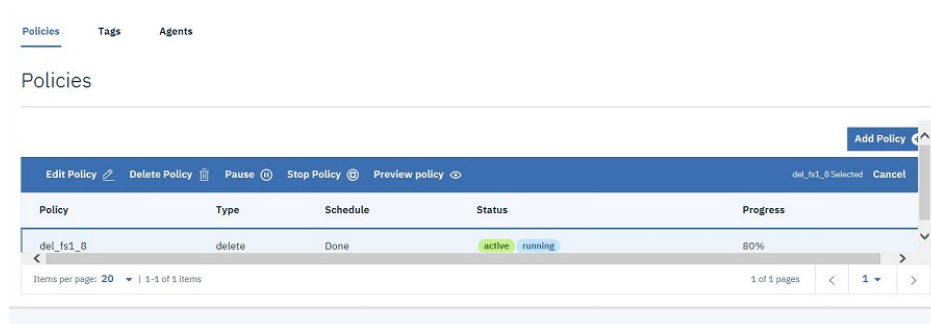 Policies Tags Agents
Policies
Add Policy
Edit Policy Delete Policy Pause Stop Policy Preview policy del_fs1_8 Selected Cancel
Policy Type Schedule Status Progress
del_fs1_8 delete Done active running 80%
Items per page: 20 | 1-1 of 1 items 1 of 1 pages 1